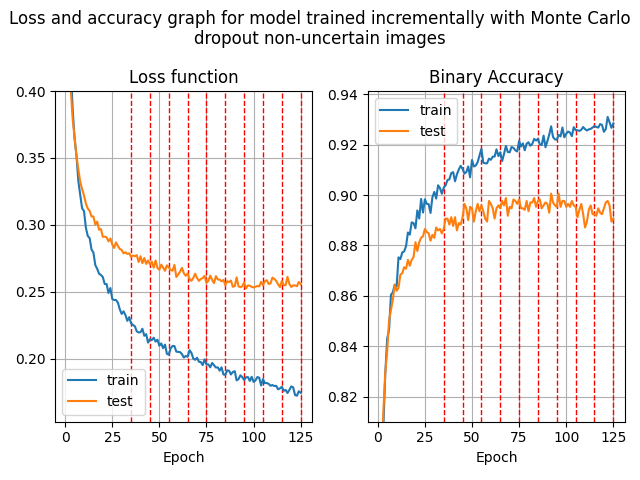 Loss and accuracy graph for model trained incrementally with Monte Carlo
dropout non-uncertain images
Loss function
0.40
0.35
0.30
0.25
0.20
train
test
0
25
50
75
100
125
Epoch
Binary Accuracy
0.94
0.92
0.90
0.88
0.86
0.84
0.82
train
test
0
25
50
75
100
125
Epoch